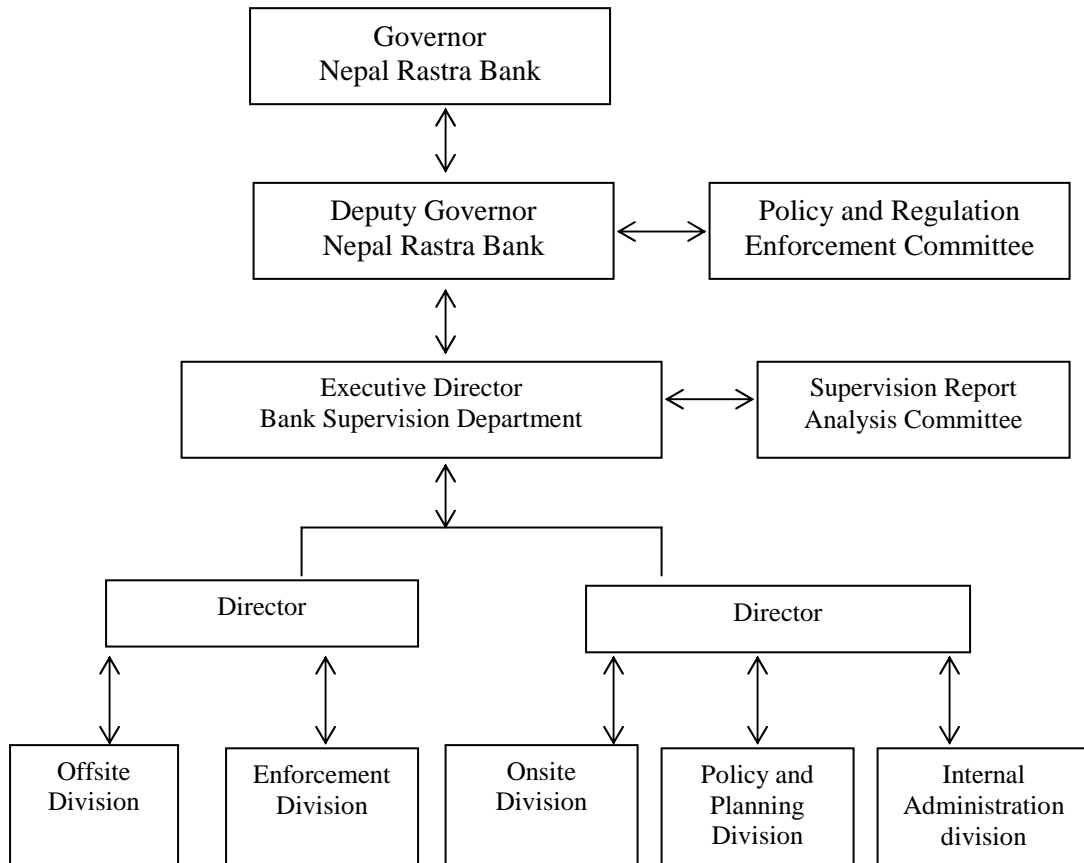 Governor
Nepal Rastra Bank
Deputy Governor
Nepal Rastra Bank
Policy and Regulation
Enforcement Committee
Executive Director
Bank Supervision Department
Supervision Report
Analysis Committee
Director
Director
Offsite
Division
Enforcement
Division
Onsite
Division
Policy and
Planning
Division
Internal
Administration
division